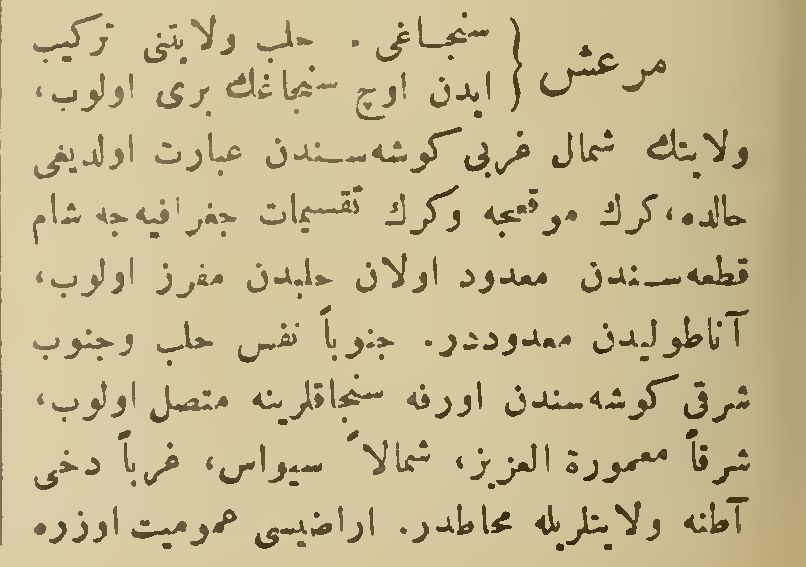 مرعش { سنجاغی . حلب ولایتنی ترکیب
ایدن اوچ سنجاغك بری اولوب،
ولایتك شمال غربی کوشه‌سندن عبارت اولدیغی
حالده، کرك موقعجه وکرك تقسیمات جغرافیه‌جه شام
قطعه‌سندن معدود اولان حلبدن مفرز اولوب،
آناطولیدن معدوددر. جنوباً نفس حلب وجنوب
شرقی کوشه‌سندن اورفه سنجاقلرینه متصل اولوب،
شرقاً معمورة العزیز، شمالاً سیواس، غرباً دخی
آطنه ولایتلریله محاطدر. اراضیسی عمومیت اوزره